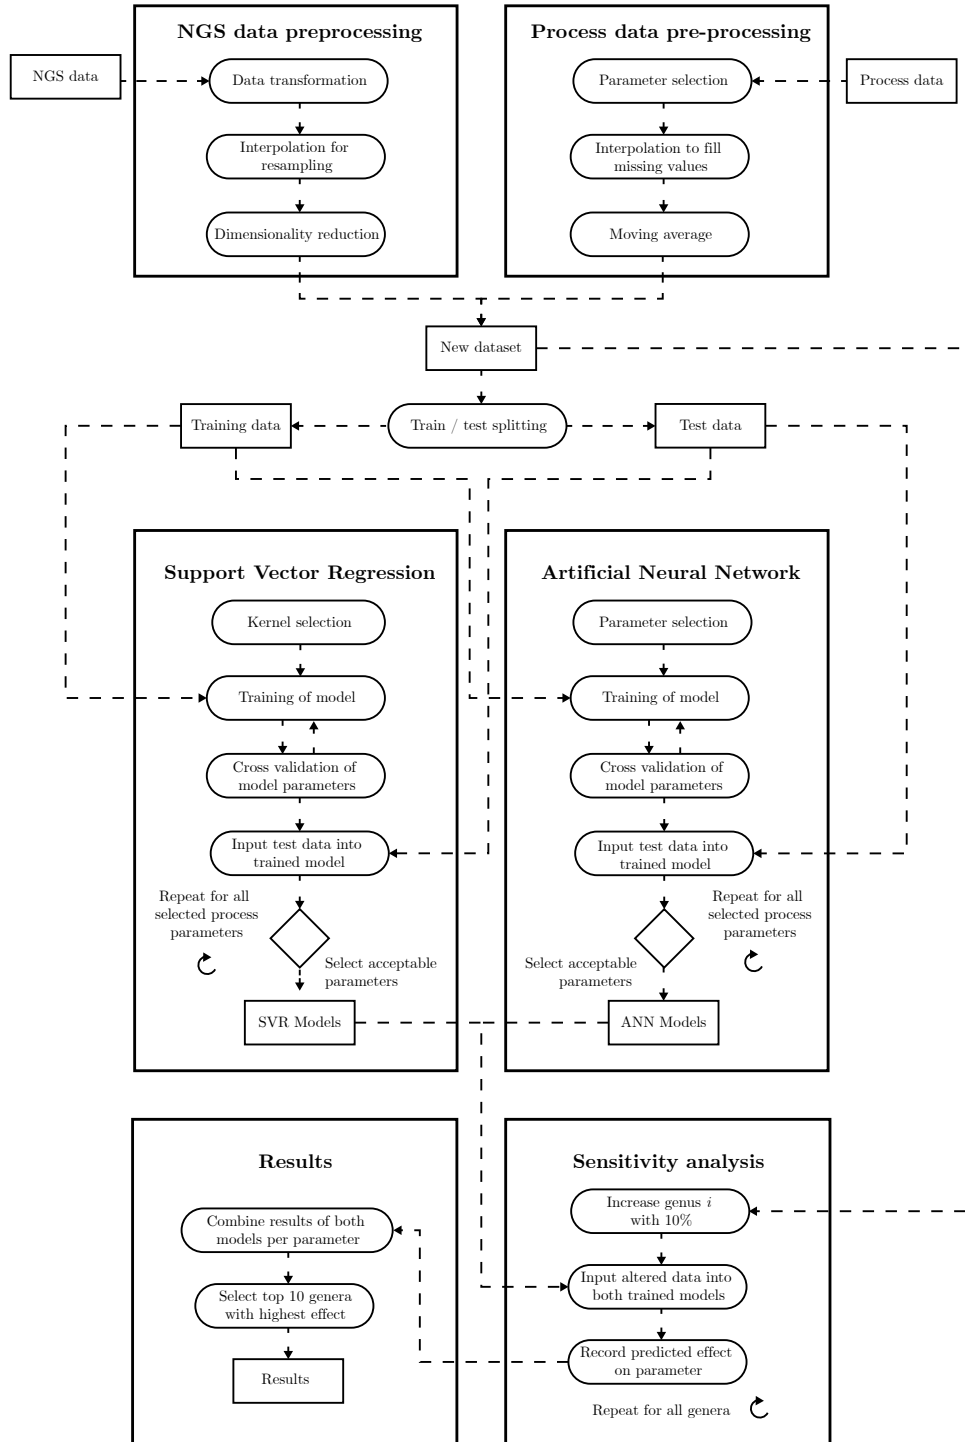 NGS data preprocessing
Process data pre-processing
NGS data
Data transformation
Parameter selection
Process data
Interpolation for
resampling
Interpolation to fill
missing values
Dimensionality reduction
Moving average
New dataset
Training data
Train / test splitting
Test data
Support Vector Regression
Artificial Neural Network
Kernel selection
Parameter selection
Training of model
Training of model
Cross validation of
model parameters
Cross validation of
model parameters
Input test data into
trained model
Input test data into
trained model
Repeat for all
selected process
parameters
Repeat for all
selected process
parameters
Select acceptable
parameters
Select acceptable
parameters
SVR Models
ANN Models
Results
Sensitivity analysis
Combine results of both
models per parameter
Increase genus i
with 10%
Select top 10 genera
with highest effect
Input altered data into
both trained models
Results
Record predicted effect
on parameter
Repeat for all genera